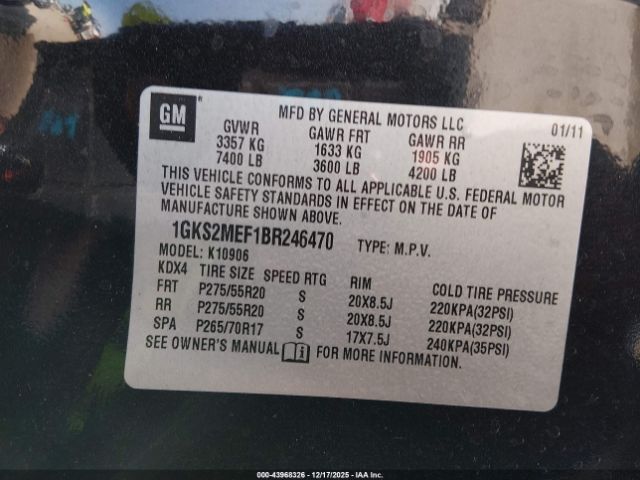 GM
MFD BY GENERAL MOTORS LLC 01/11
GVWR GAWR FRT GAWR RR
3357 KG 1633 KG 1905 KG
7400 LB 3600 LB 4200 LB
THIS VEHICLE CONFORMS TO ALL APPLICABLE U.S. FEDERAL MOTOR
VEHICLE SAFETY STANDARDS IN EFFECT ON THE DATE OF
MANUFACTURE SHOWN ABOVE.
1GKS2MEF1BR246470 TYPE: M.P.V.
MODEL: K10906
KDX4 TIRE SIZE SPEED RTG RIM COLD TIRE PRESSURE
FRT P275/55R20 S 20X8.5J 220KPA(32PSI)
RR P275/55R20 S 20X8.5J 220KPA(32PSI)
SPA P265/70R17 S 17X7.5J 240KPA(35PSI)
SEE OWNER'S MANUAL FOR MORE INFORMATION.
000-43968326 - 12/17/2025 - IAA Inc.